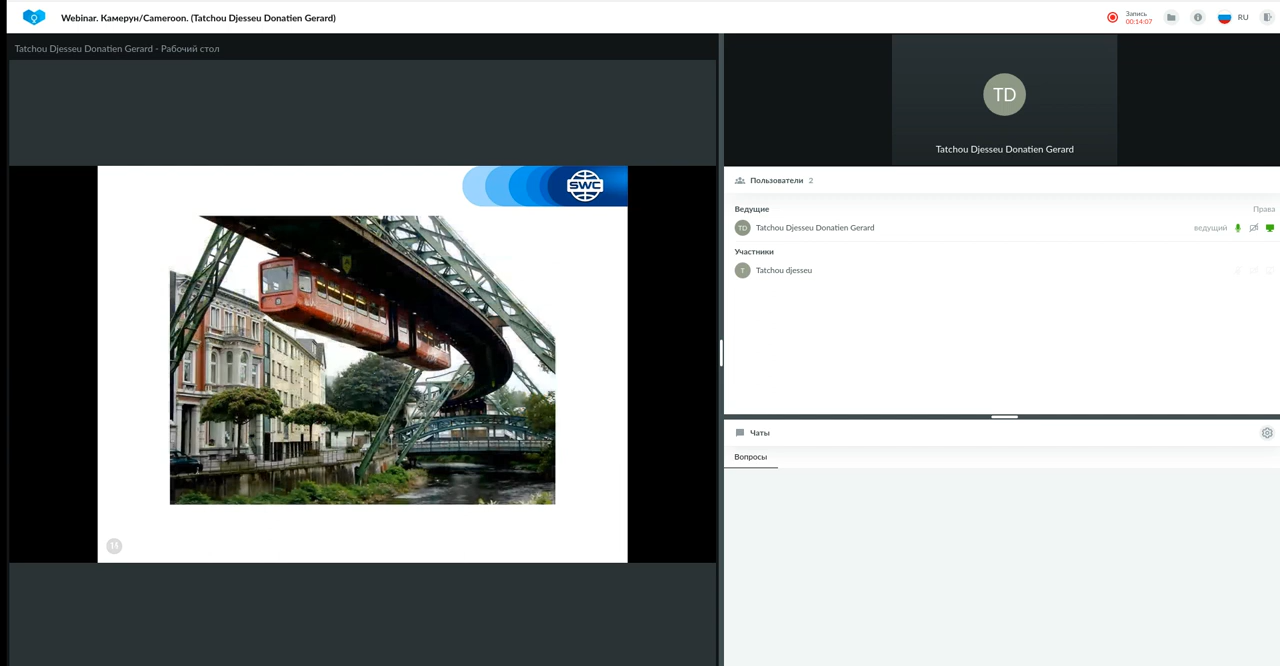 Webinar. Камерун/Cameroon. (Tatchou Djesseu Donatien Gerard)
Запись
00:14:07
RU
Tatchou Djesseu Donatien Gerard - Рабочий стол
SWC
TD
Tatchou Djesseu Donatien Gerard
Пользователи 2
Ведущие Права
TD Tatchou Djesseu Donatien Gerard ведущий
Участники
T Tatchou djesseu
Чаты
Вопросы